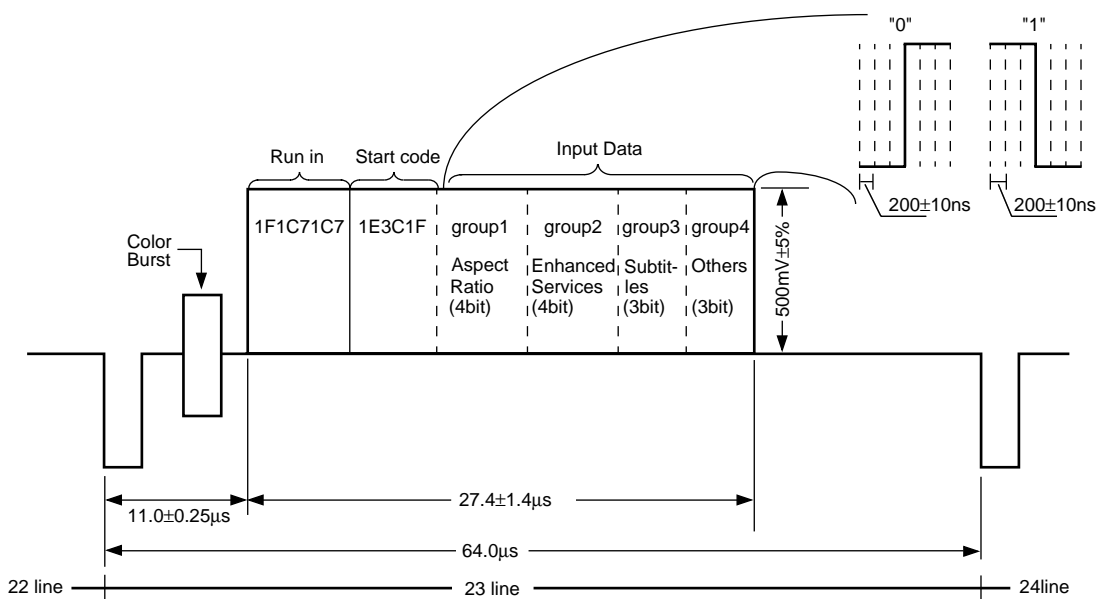 "0"
"1"
Run in
Start code
Input Data
200±10ns
200±10ns
1F1C71C7
1E3C1F
group1
group2
group3
group4
Color
Burst
Aspect
Ratio
(4bit)
Enhanced
Services
(4bit)
Subtit-
les
(3bit)
Others
(3bit)
500mV±5%
11.0±0.25µs
27.4±1.4µs
64.0µs
22 line
23 line
24line